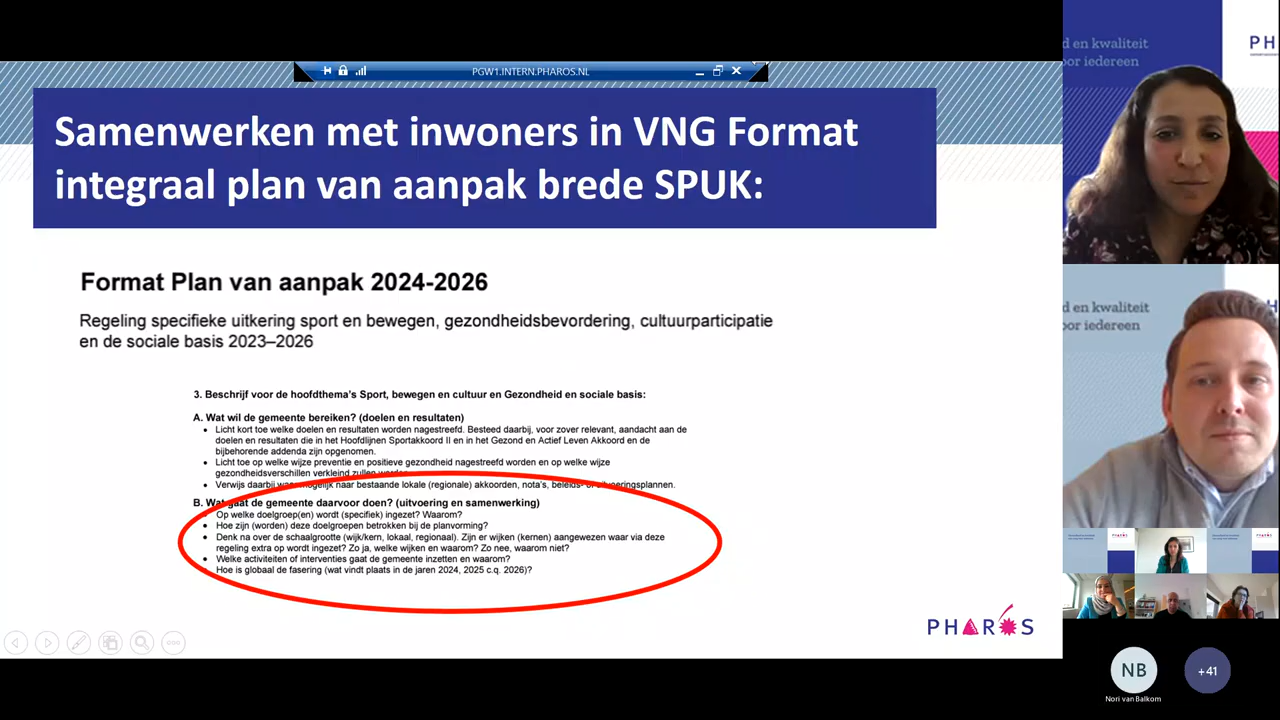 PGW1.INTERN.PHAROS.NL
Samenwerken met inwoners in VNG Format
integraal plan van aanpak brede SPUK:
Format Plan van aanpak 2024-2026
Regeling specifieke uitkering sport en bewegen, gezondheidsbevordering, cultuurparticipatie
en de sociale basis 2023–2026
3. Beschrijf voor de hoofdthema's Sport, bewegen en cultuur en Gezondheid en sociale basis:
A. Wat wil de gemeente bereiken? (doelen en resultaten)
• Licht kort toe welke doelen en resultaten worden nagestreefd. Besteed daarbij, voor zover relevant, aandacht aan de
doelen en resultaten die in het Hoofdlijnen Sportakkoord II en in het Gezond en Actief Leven Akkoord en de
bijbehorende addenda zijn opgenomen.
• Licht toe op welke wijze preventie en positieve gezondheid nagestreefd worden en op welke wijze
gezondheidsverschillen verkleind zullen worden.
• Verwijs daarbij waar mogelijk naar bestaande lokale (regionale) akkoorden, nota's, beleids- of uitvoeringsplannen.
B. Wat gaat de gemeente daarvoor doen? (uitvoering en samenwerking)
• Op welke doelgroep(en) wordt (specifiek) ingezet? Waarom?
• Hoe zijn (worden) deze doelgroepen betrokken bij de planvorming?
• Denk na over de schaalgrootte (wijk/kern, lokaal, regionaal). Zijn er wijken (kernen) aangewezen waar via deze
regeling extra op wordt ingezet? Zo ja, welke wijken en waarom? Zo nee, waarom niet?
• Welke activiteiten of interventies gaat de gemeente inzetten en waarom?
• Hoe is globaal de fasering (wat vindt plaats in de jaren 2024, 2025 c.q. 2026)?
PHAROS
d en kwaliteit
oor iedereen
PH
d en kwaliteit
oor iedereen
H
NB
+41
Nori van Balkom